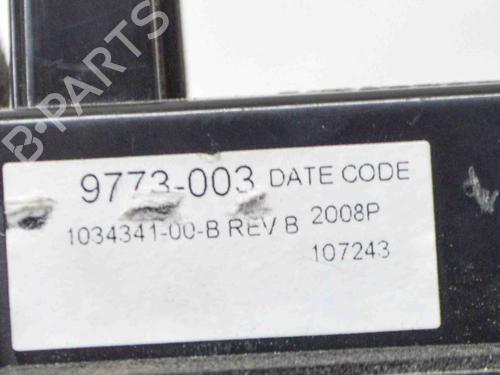 B-PARTS
9773-003 DATE CODE
1034341-00-B REV B 2008P
107243